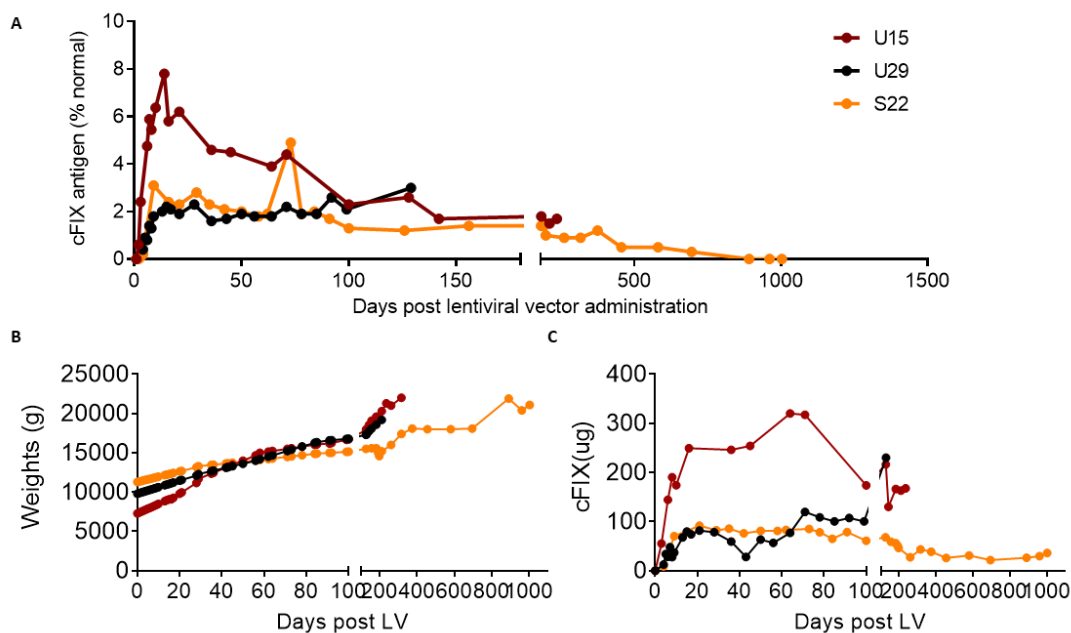 A
cFIX antigen (% normal)
10
8
6
4
2
0
0 50 100 150 500 1000 1500
Days post lentiviral vector administration
U15
U29
S22
B
Weights (g)
25000
20000
15000
10000
5000
0
0 20 40 60 80 100 200 400 600 800 1000
Days post LV
C
cFIX(ug)
400
300
200
100
0
0 20 40 60 80 100 200 400 600 800 1000
Days post LV